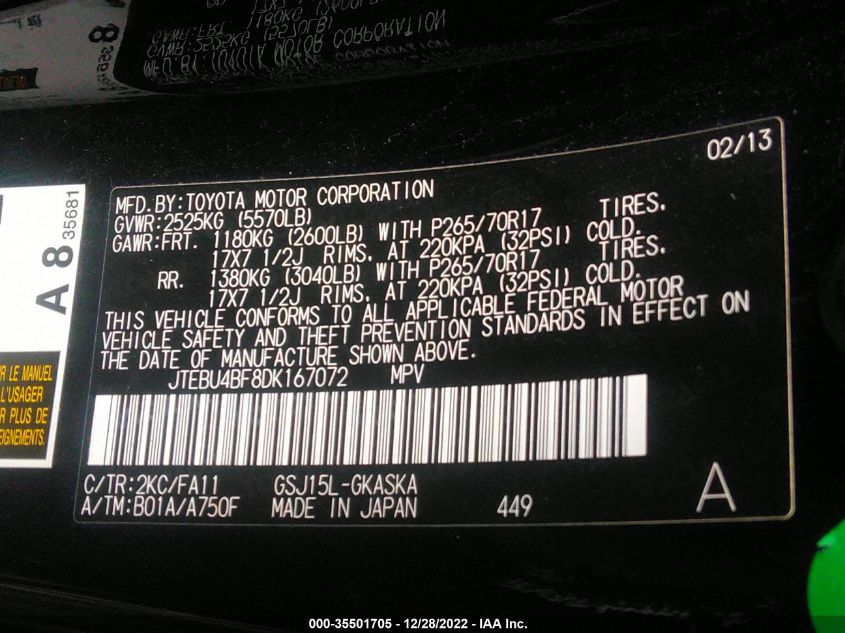 02/13
MFD. BY:TOYOTA MOTOR CORPORATION
GVWR:2525KG (5570LB)
GAWR:FRT. 1180KG (2600LB) WITH P265/70R17 TIRES.
17X7 1/2J RIMS. AT 220KPA (32PSI) COLD.
RR. 1380KG (3040LB) WITH P265/70R17 TIRES.
17X7 1/2J RIMS. AT 220KPA (32PSI) COLD.
THIS VEHICLE CONFORMS TO ALL APPLICABLE FEDERAL MOTOR
VEHICLE SAFETY AND THEFT PREVENTION STANDARDS IN EFFECT ON
THE DATE OF MANUFACTURE SHOWN ABOVE.
JTEBU4BF8DK167072 MPV
C/TR:2KC/FA11 GSJ15L-GKASKA
A/TM:B01A/A750F MADE IN JAPAN 449 A
A 8 35681
R LE MANUEL
L'USAGER
R PLUS DE
EIGNEMENTS.
000-35501705 - 12/28/2022 - IAA Inc.